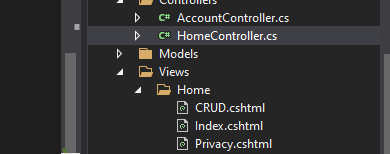 Controllers
C# AccountController.cs
C# HomeController.cs
Models
Views
Home
CRUD.cshtml
Index.cshtml
Privacy.cshtml